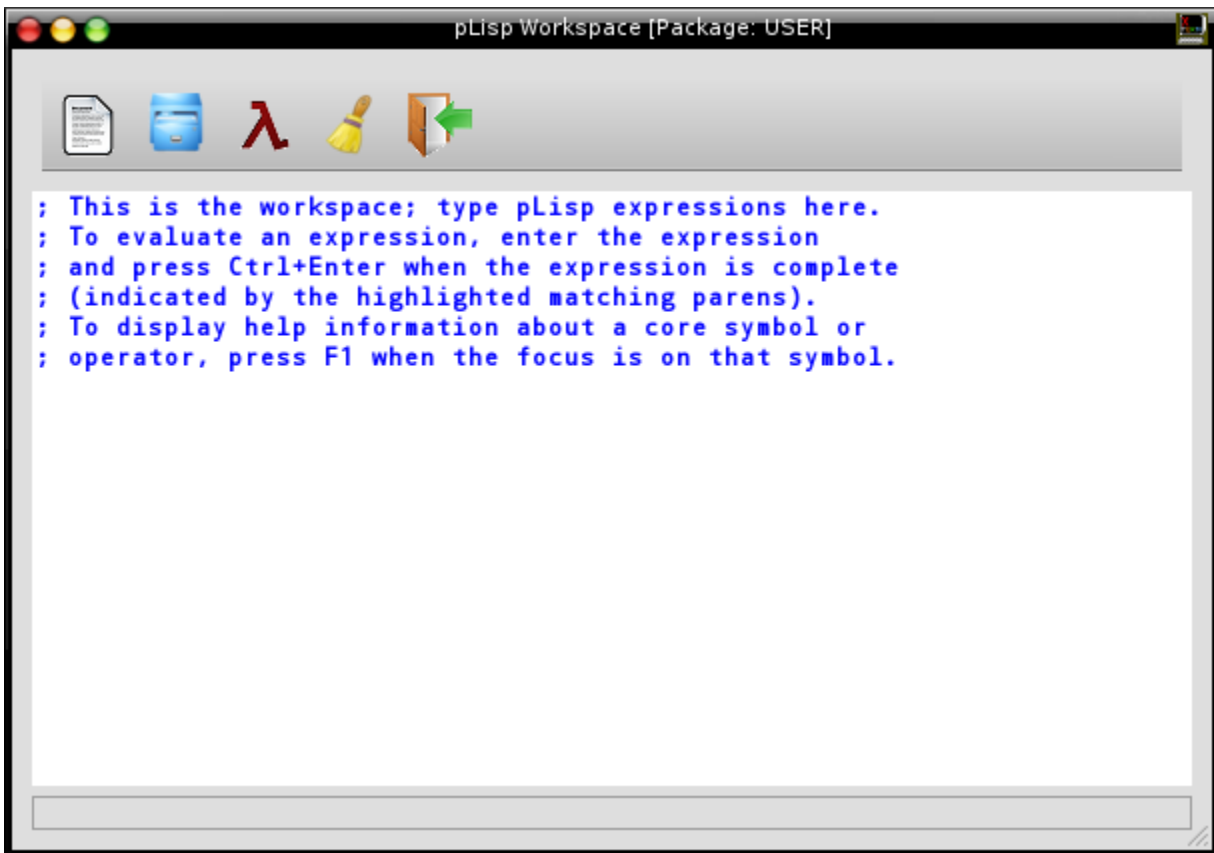 pLisp Workspace [Package: USER]
λ
; This is the workspace; type pLisp expressions here.
; To evaluate an expression, enter the expression
; and press Ctrl+Enter when the expression is complete
; (indicated by the highlighted matching parens).
; To display help information about a core symbol or
; operator, press F1 when the focus is on that symbol.